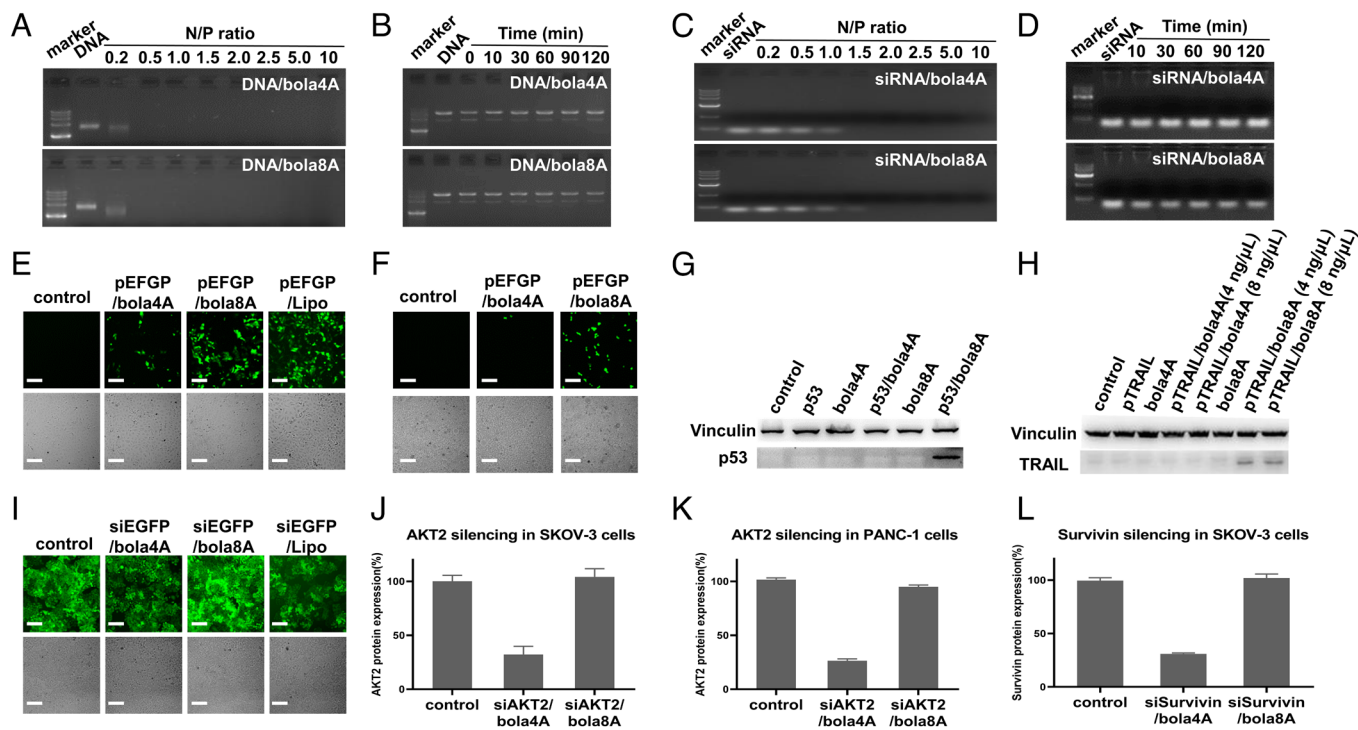 A
marker
DNA
N/P ratio
0.2 0.5 1.0 1.5 2.0 2.5 5.0 10
DNA/bola4A
DNA/bola8A
B
marker
DNA
Time (min)
0 10 30 60 90 120
DNA/bola4A
DNA/bola8A
C
marker
siRNA
N/P ratio
0.2 0.5 1.0 1.5 2.0 2.5 5.0 10
siRNA/bola4A
siRNA/bola8A
D
marker
siRNA
Time (min)
10 30 60 90 120
siRNA/bola4A
siRNA/bola8A
E
control
pEFGP
/bola4A
pEFGP
/bola8A
pEFGP
/Lipo
F
control
pEFGP
/bola4A
pEFGP
/bola8A
G
control
p53
bola4A
p53/bola4A
bola8A
p53/bola8A
Vinculin
p53
H
control
pTRAIL
bola4A
pTRAIL/bola4A(4 ng/μL)
pTRAIL/bola4A (8 ng/μL)
bola8A
pTRAIL/bola8A (4 ng/μL)
pTRAIL/bola8A (8 ng/μL)
Vinculin
TRAIL
I
control
siEGFP
/bola4A
siEGFP
/bola8A
siEGFP
/Lipo
J
AKT2 silencing in SKOV-3 cells
AKT2 protein expression(%)
100
50
0
control
siAKT2/
bola4A
siAKT2/
bola8A
K
AKT2 silencing in PANC-1 cells
AKT2 protein expression(%)
100
50
0
control
siAKT2
/bola4A
siAKT2
/bola8A
L
Survivin silencing in SKOV-3 cells
Survivin protein expression(%)
100
50
0
control
siSurvivin
/bola4A
siSurvivin
/bola8A